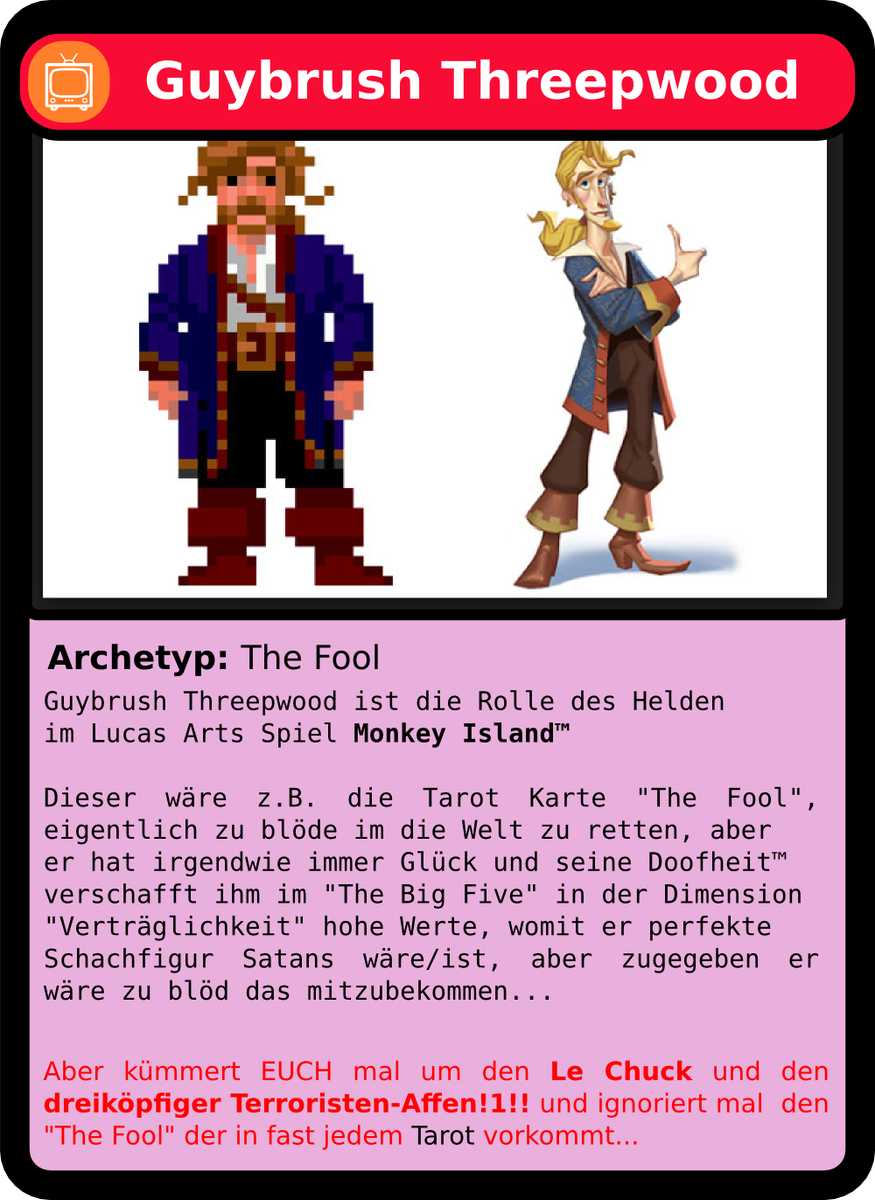 Guybrush Threepwood
Archetyp: The Fool
Guybrush Threepwood ist die Rolle des Helden
im Lucas Arts Spiel Monkey Island™
Dieser wäre z.B. die Tarot Karte "The Fool",
eigentlich zu blöde im die Welt zu retten, aber
er hat irgendwie immer Glück und seine Doofheit™
verschafft ihm im "The Big Five" in der Dimension
"Verträglichkeit" hohe Werte, womit er perfekte
Schachfigur Satans wäre/ist, aber zugegeben er
wäre zu blöd das mitzubekommen...
Aber kümmert EUCH mal um den Le Chuck und den
dreiköpfiger Terroristen-Affen!1!! und ignoriert mal den
"The Fool" der in fast jedem Tarot vorkommt...